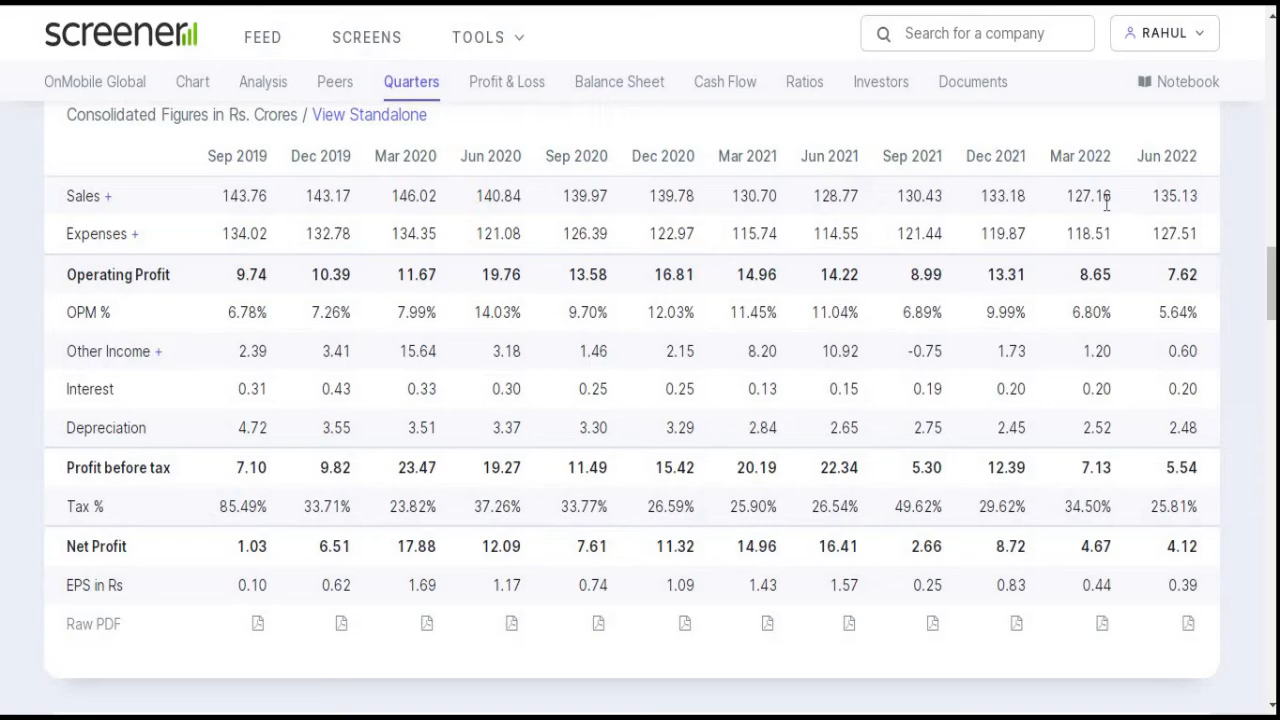 screener FEED SCREENS TOOLS Search for a company RAHUL
OnMobile Global Chart Analysis Peers Quarters Profit & Loss Balance Sheet Cash Flow Ratios Investors Documents Notebook
Consolidated Figures in Rs. Crores / View Standalone
Sep 2019 Dec 2019 Mar 2020 Jun 2020 Sep 2020 Dec 2020 Mar 2021 Jun 2021 Sep 2021 Dec 2021 Mar 2022 Jun 2022
Sales + 143.76 143.17 146.02 140.84 139.97 139.78 130.70 128.77 130.43 133.18 127.16 135.13
Expenses + 134.02 132.78 134.35 121.08 126.39 122.97 115.74 114.55 121.44 119.87 118.51 127.51
Operating Profit 9.74 10.39 11.67 19.76 13.58 16.81 14.96 14.22 8.99 13.31 8.65 7.62
OPM % 6.78% 7.26% 7.99% 14.03% 9.70% 12.03% 11.45% 11.04% 6.89% 9.99% 6.80% 5.64%
Other Income + 2.39 3.41 15.64 3.18 1.46 2.15 8.20 10.92 -0.75 1.73 1.20 0.60
Interest 0.31 0.43 0.33 0.30 0.25 0.25 0.13 0.15 0.19 0.20 0.20 0.20
Depreciation 4.72 3.55 3.51 3.37 3.30 3.29 2.84 2.65 2.75 2.45 2.52 2.48
Profit before tax 7.10 9.82 23.47 19.27 11.49 15.42 20.19 22.34 5.30 12.39 7.13 5.54
Tax % 85.49% 33.71% 23.82% 37.26% 33.77% 26.59% 25.90% 26.54% 49.62% 29.62% 34.50% 25.81%
Net Profit 1.03 6.51 17.88 12.09 7.61 11.32 14.96 16.41 2.66 8.72 4.67 4.12
EPS in Rs 0.10 0.62 1.69 1.17 0.74 1.09 1.43 1.57 0.25 0.83 0.44 0.39
Raw PDF